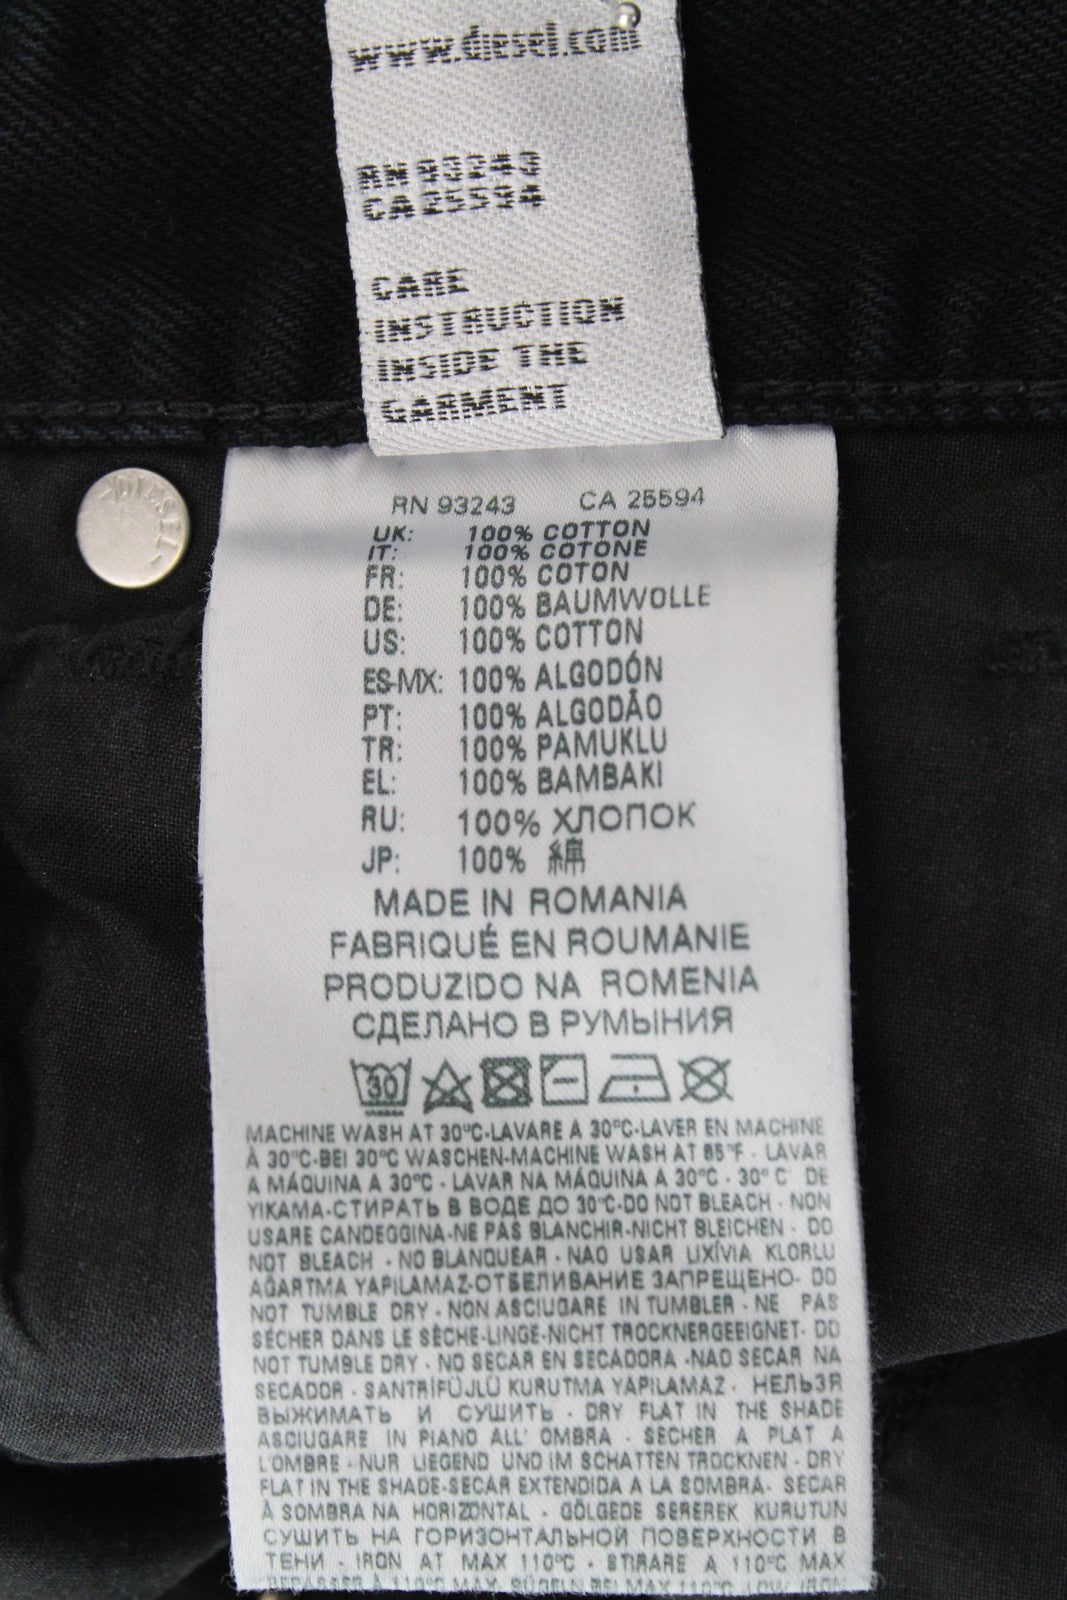 www.diesel.com
RN 93243
CA 25594
CARE
INSTRUCTION
INSIDE THE
GARMENT
DIESEL
RN 93243 CA 25594
UK: 100% COTTON
IT: 100% COTONE
FR: 100% COTON
DE: 100% BAUMWOLLE
US: 100% COTTON
ES-MX: 100% ALGODÓN
PT: 100% ALGODÃO
TR: 100% PAMUKLU
EL: 100% BAMBAKI
RU: 100% ХЛОПОК
JP: 100% 綿
MADE IN ROMANIA
FABRIQUÉ EN ROUMANIE
PRODUZIDO NA ROMENIA
СДЕЛАНО В РУМЫНИЯ
30
MACHINE WASH AT 30°C-LAVARE A 30°C-LAVER EN MACHINE
À 30°C-BEI 30°C WASCHEN-MACHINE WASH AT 85°F - LAVAR
A MÁQUINA A 30°C - LAVAR NA MÁQUINA A 30°C - 30° C DE
YIKAMA-СТИРАТЬ В ВОДЕ ДО 30°C-DO NOT BLEACH - NON
USARE CANDEGGINA-NE PAS BLANCHIR-NICHT BLEICHEN - DO
NOT BLEACH - NO BLANQUEAR - NAO USAR LIXÍVIA KLORLU
AĞARTMA YAPILAMAZ-ОТБЕЛИВАНИЕ ЗАПРЕЩЕНО- DO
NOT TUMBLE DRY - NON ASCIUGARE IN TUMBLER - NE PAS
SÉCHER DANS LE SÈCHE-LINGE-NICHT TROCKNERGEEIGNET- DO
NOT TUMBLE DRY - NO SECAR EN SECADORA -NAO SECAR NA
SECADOR - SANTRİFÜJLÜ KURUTMA YAPILAMAZ - НЕЛЬЗЯ
ВЫЖИМАТЬ И СУШИТЬ - DRY FLAT IN THE SHADE
ASCIUGARE IN PIANO ALL' OMBRA - SECHER A PLAT A
L'OMBRE - NUR LIEGEND UND IM SCHATTEN TROCKNEN - DRY
FLAT IN THE SHADE-SECAR EXTENDIDA A LA SOMBRA- SECAR
À SOMBRA NA HORIZONTAL - GÖLGEDE SEREREK KURUTUN
СУШИТЬ НА ГОРИЗОНТАЛЬНОЙ ПОВЕРХНОСТИ В
ТЕНИ - IRON AT MAX 110°C - STIRARE A 110°C MAX
REPASSER À 110°C MAX BÜGELN BEI MAX 110°C LOW IRON